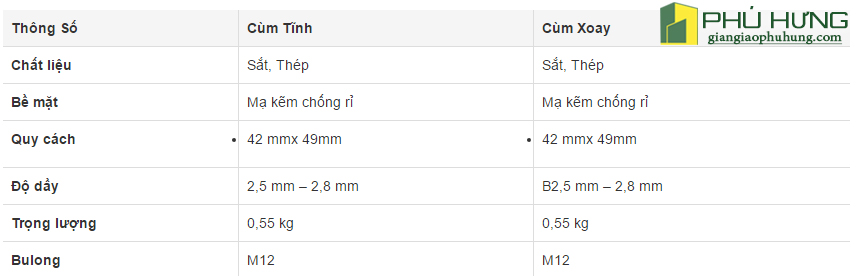 PHÚ HƯNG
giangiaophuhung.com
Thông Số Cùm Tĩnh Cùm Xoay
Chất liệu Sắt, Thép Sắt, Thép
Bề mặt Mạ kẽm chống rỉ Mạ kẽm chống rỉ
Quy cách • 42 mmx 49mm • 42 mmx 49mm
Độ dầy 2,5 mm – 2,8 mm B2,5 mm – 2,8 mm
Trọng lượng 0,55 kg 0,55 kg
Bulong M12 M12